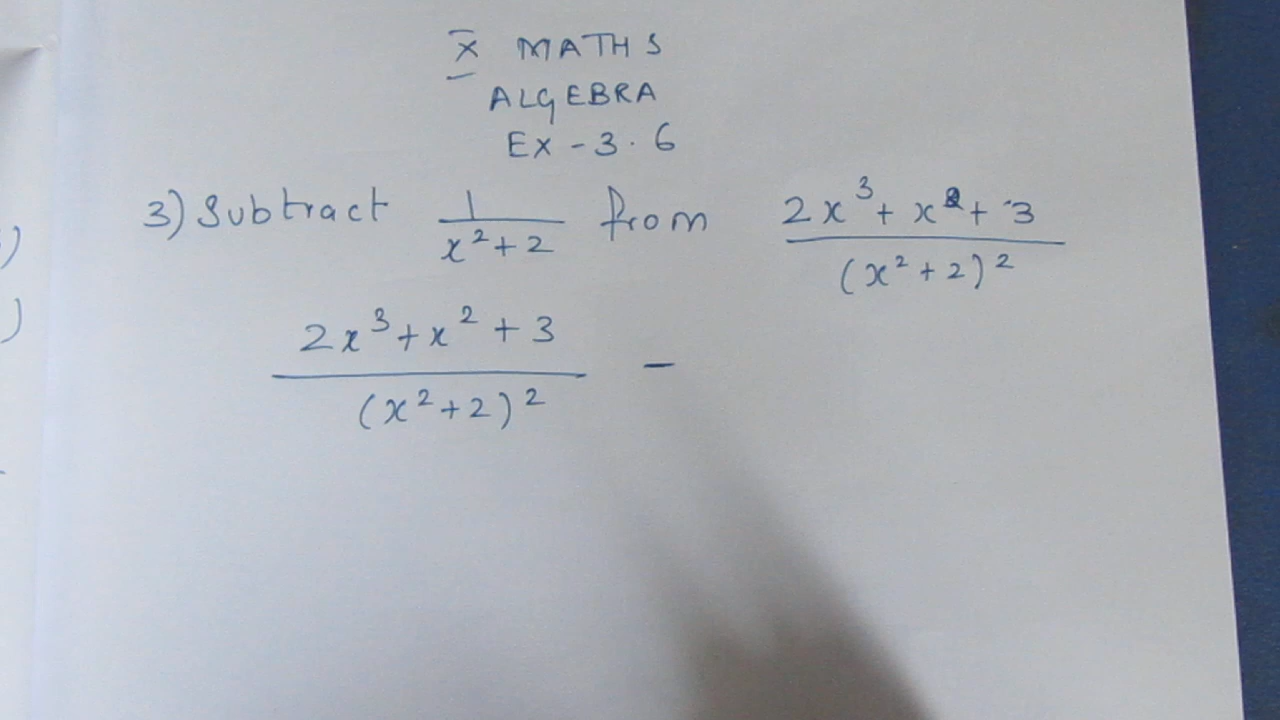 X MATHS
ALGEBRA
EX - 3.6
3) Subtract 1/(x²+2) from (2x³ + x² + 3)/(x² + 2)²
(2x³ + x² + 3)/(x² + 2)² -
)
)